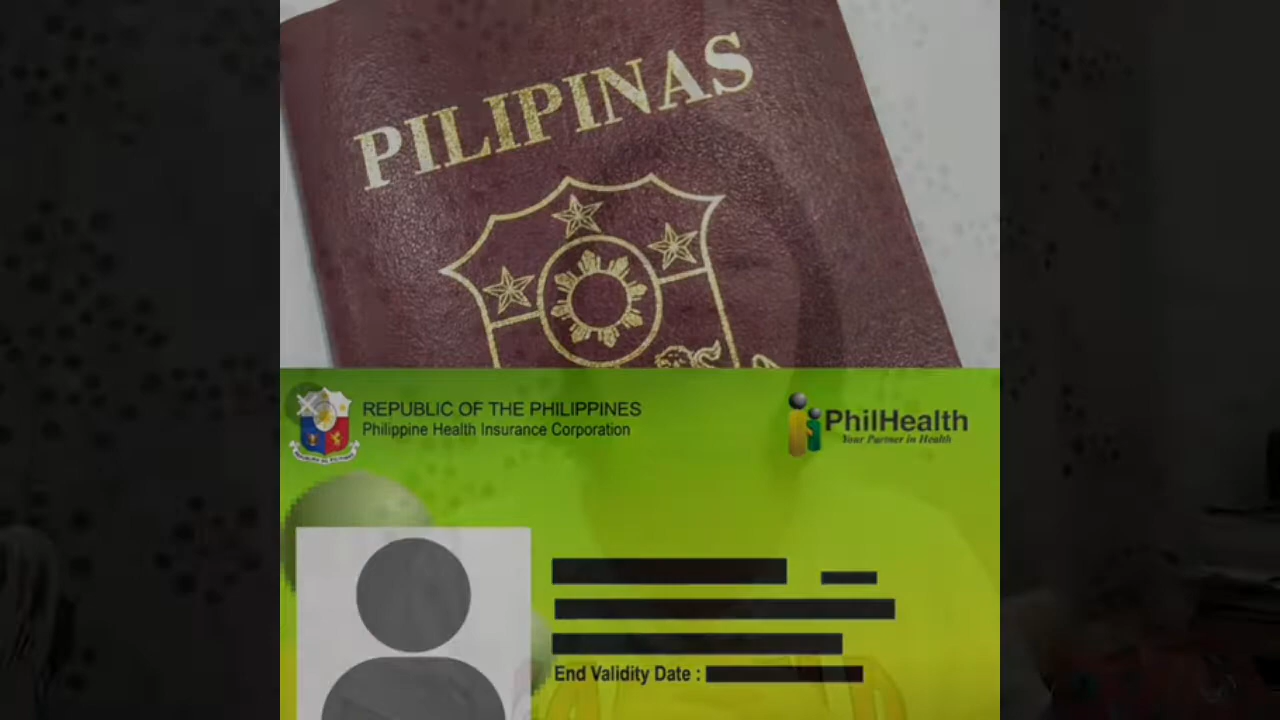 PILIPINAS
REPUBLIC OF THE PHILIPPINES
Philippine Health Insurance Corporation
PhilHealth
Your Partner in Health
End Validity Date :